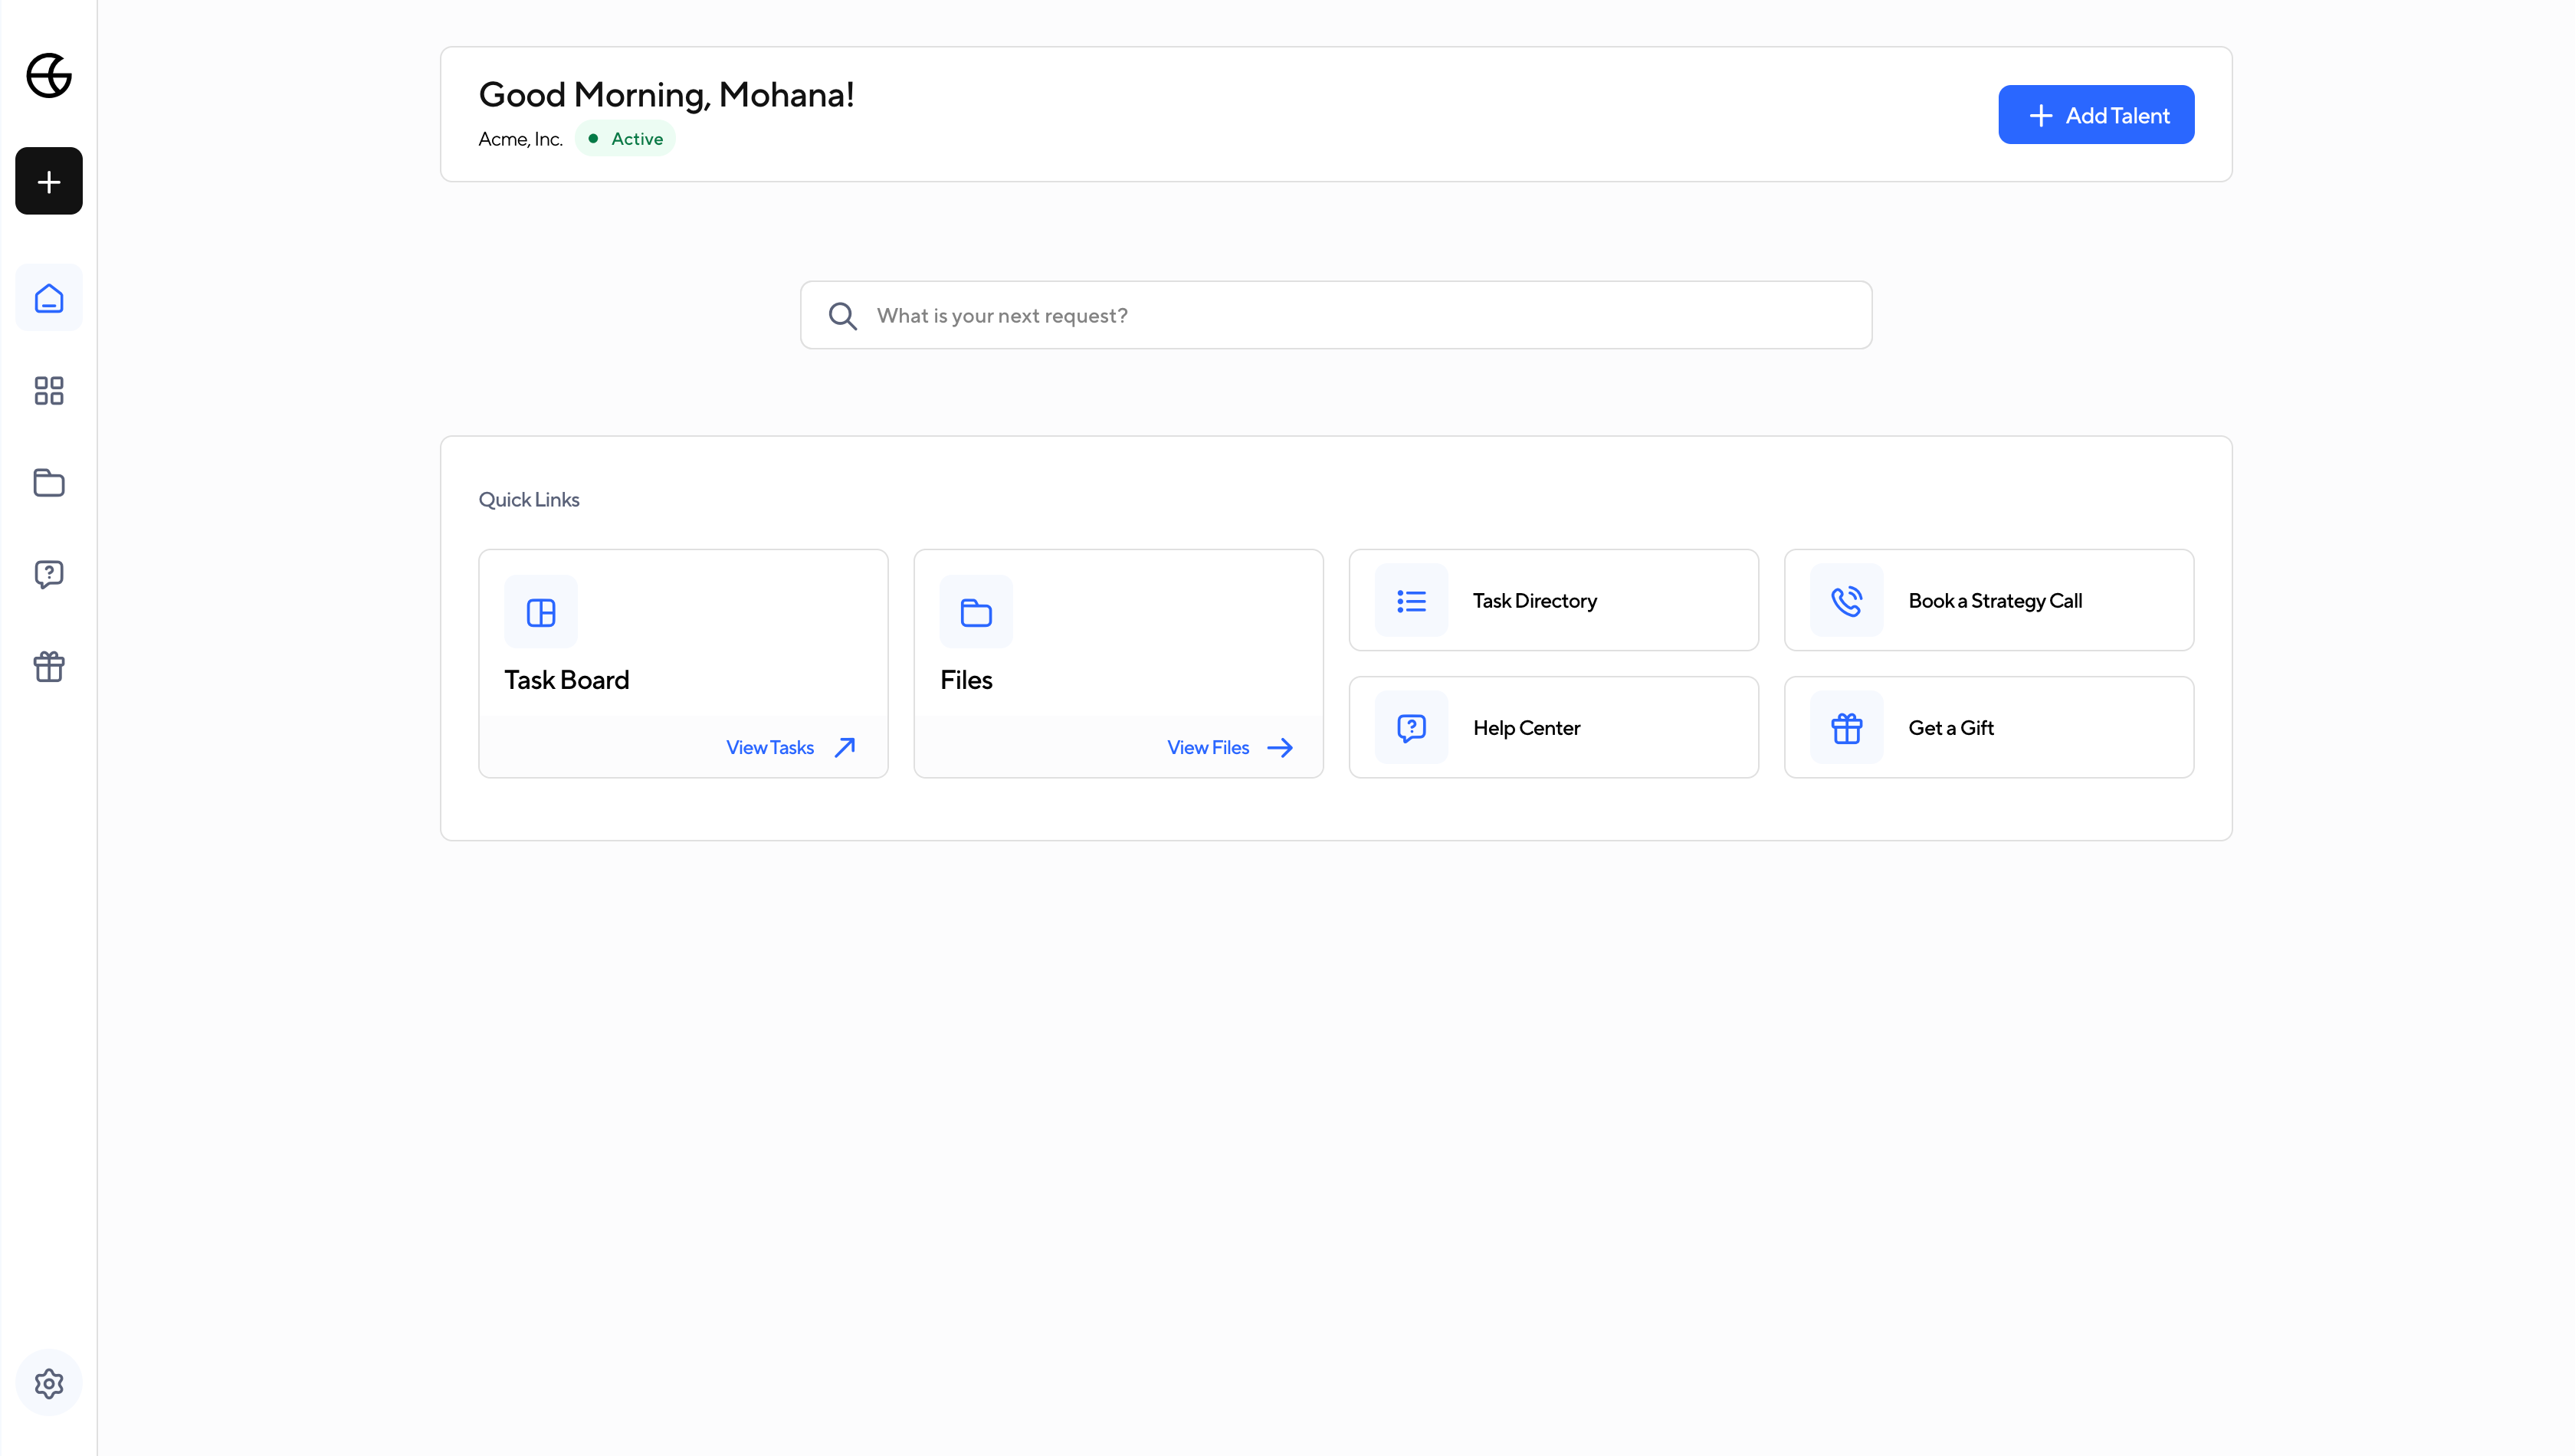 Good Morning, Mohana!
Acme, Inc.
Active
Add Talent
What is your next request?
Quick Links
Task Board
View Tasks
Files
View Files
Task Directory
Book a Strategy Call
Help Center
Get a Gift